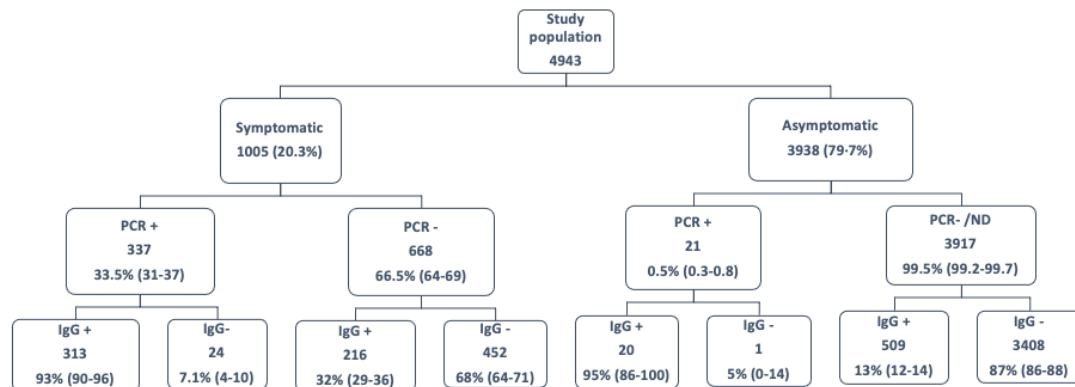 Study
population
4943
Symptomatic
1005 (20.3%)
Asymptomatic
3938 (79·7%)
PCR +
337
33.5% (31-37)
PCR -
668
66.5% (64-69)
PCR +
21
0.5% (0.3-0.8)
PCR- /ND
3917
99.5% (99.2-99.7)
IgG +
313
93% (90-96)
IgG-
24
7.1% (4-10)
IgG +
216
32% (29-36)
IgG -
452
68% (64-71)
IgG +
20
95% (86-100)
IgG -
1
5% (0-14)
IgG +
509
13% (12-14)
IgG -
3408
87% (86-88)